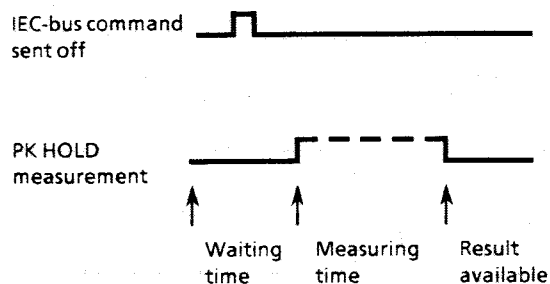 IEC-bus command
sent off
PK HOLD
measurement
Waiting
time
Measuring
time
Result
available